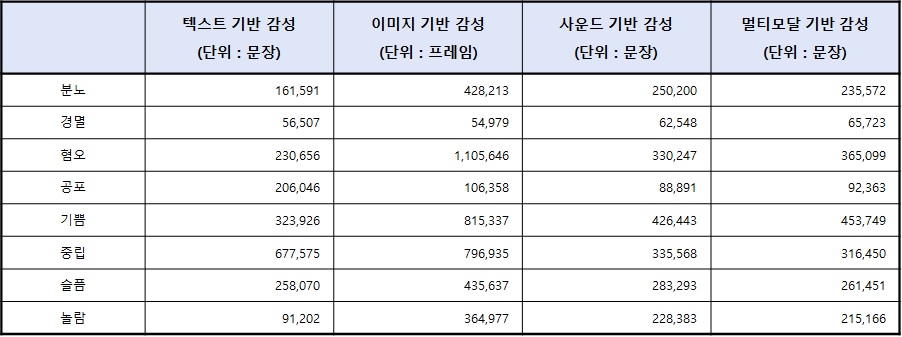 텍스트 기반 감성 이미지 기반 감성 사운드 기반 감성 멀티모달 기반 감성
(단위 : 문장) (단위 : 프레임) (단위 : 문장) (단위 : 문장)
분노 161,591 428,213 250,200 235,572
경멸 56,507 54,979 62,548 65,723
혐오 230,656 1,105,646 330,247 365,099
공포 206,046 106,358 88,891 92,363
기쁨 323,926 815,337 426,443 453,749
중립 677,575 796,935 335,568 316,450
슬픔 258,070 435,637 283,293 261,451
놀람 91,202 364,977 228,383 215,166